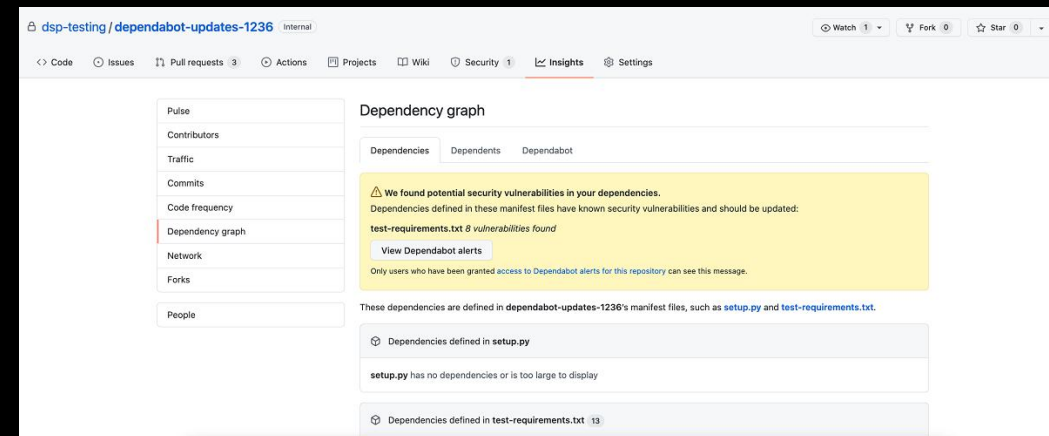 dsp-testing / dependabot-updates-1236 Internal
Watch 1
Fork 0
Star 0
<> Code
Issues
Pull requests 3
Actions
Projects
Wiki
Security 1
Insights
Settings
Pulse
Contributors
Traffic
Commits
Code frequency
Dependency graph
Network
Forks
People
Dependency graph
Dependencies
Dependents
Dependabot
We found potential security vulnerabilities in your dependencies.
Dependencies defined in these manifest files have known security vulnerabilities and should be updated:
test-requirements.txt 8 vulnerabilities found
View Dependabot alerts
Only users who have been granted access to Dependabot alerts for this repository can see this message.
These dependencies are defined in dependabot-updates-1236's manifest files, such as setup.py and test-requirements.txt.
Dependencies defined in setup.py
setup.py has no dependencies or is too large to display
Dependencies defined in test-requirements.txt 13